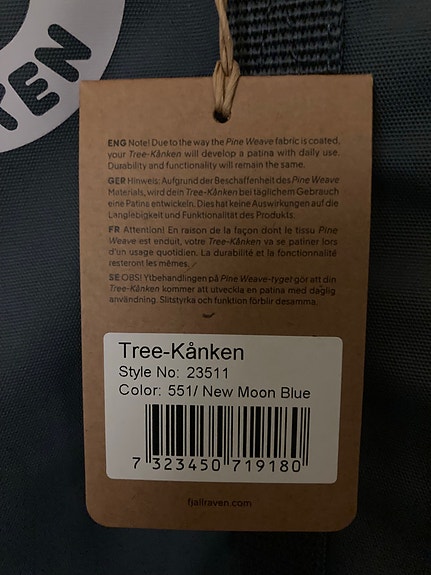 TEN
ENG Note! Due to the way the Pine Weave fabric is coated,
your Tree-Kånken will develop a patina with daily use.
Durability and functionality will remain the same.
GER Hinweis: Aufgrund der Beschaffenheit des Pine Weave
Materials, wird dein Tree-Kånken bei täglichem Gebrauch
eine Patina entwickeln. Dies hat keine Auswirkungen auf die
Langlebigkeit und Funktionalität des Produkts.
FR Attention! En raison de la façon dont le tissu Pine
Weave est enduit, votre Tree-Kånken va se patiner lors
d'un usage quotidien. La durabilité et la fonctionnalité
resteront les mêmes.
SE OBS! Ytbehandlingen på Pine Weave-tyget gör att din
Tree-Kånken kommer att utveckla en patina med daglig
användning. Slitstyrka och funktion förblir desamma.
Tree-Kånken
Style No: 23511
Color: 551/ New Moon Blue
7 323450 719180
fjallraven.com